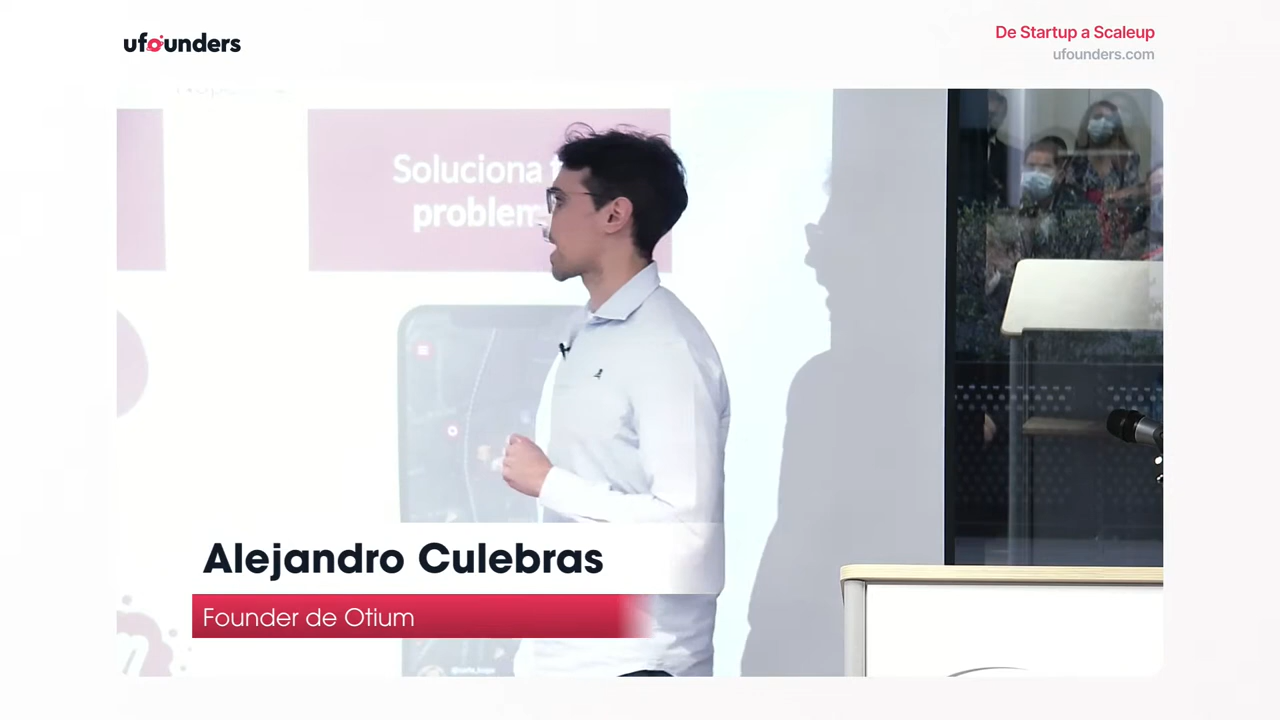 ufounders
De Startup a Scaleup
ufounders.com
Soluciona
problem
Alejandro Culebras
Founder de Otium